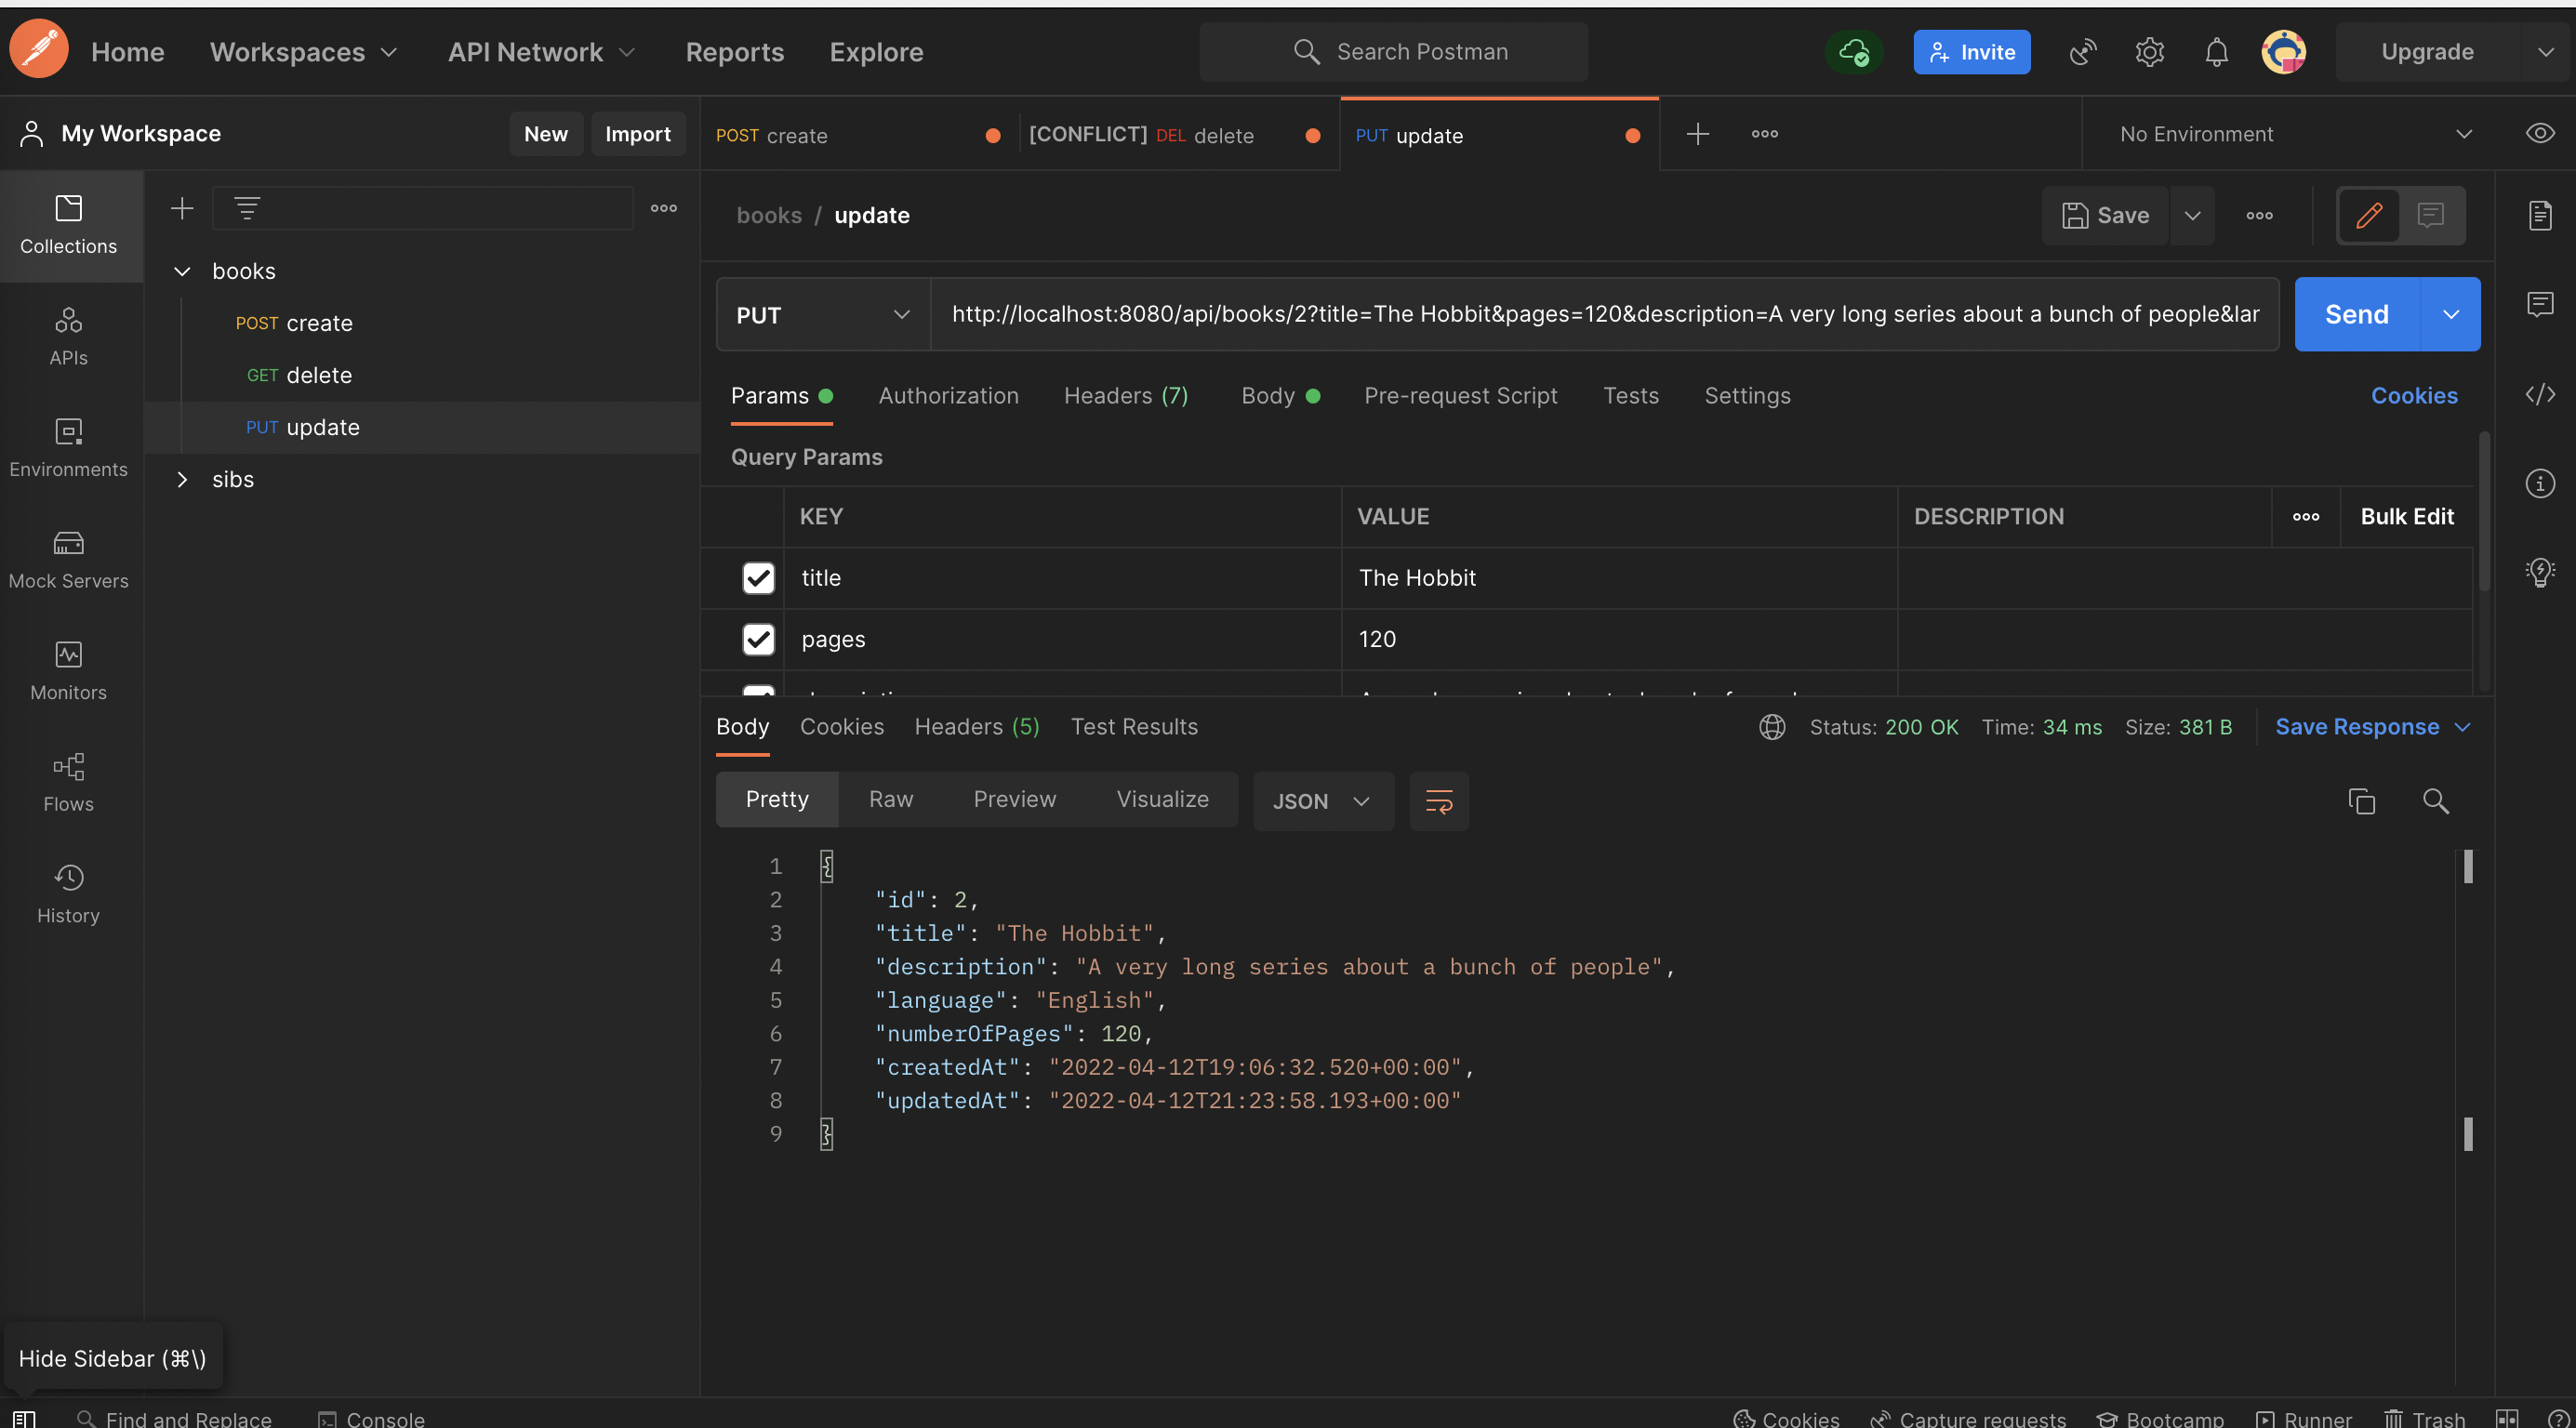 Home Workspaces API Network Reports Explore Search Postman Invite Upgrade
My Workspace New Import POST create [CONFLICT] DEL delete PUT update No Environment
Collections
APIs
Environments
Mock Servers
Monitors
Flows
History
books
POST create
GET delete
PUT update
sibs
books / update Save
PUT http://localhost:8080/api/books/2?title=The Hobbit&pages=120&description=A very long series about a bunch of people&lar Send
Params Authorization Headers (7) Body Pre-request Script Tests Settings Cookies
Query Params
KEY VALUE DESCRIPTION Bulk Edit
title The Hobbit
pages 120
Body Cookies Headers (5) Test Results Status: 200 OK Time: 34 ms Size: 381 B Save Response
Pretty Raw Preview Visualize JSON
1 {
2 "id": 2,
3 "title": "The Hobbit",
4 "description": "A very long series about a bunch of people",
5 "language": "English",
6 "numberOfPages": 120,
7 "createdAt": "2022-04-12T19:06:32.520+00:00",
8 "updatedAt": "2022-04-12T21:23:58.193+00:00"
9 }
Hide Sidebar (⌘\)
Find and Replace Console Cookies Capture requests Bootcamp Runner Trash